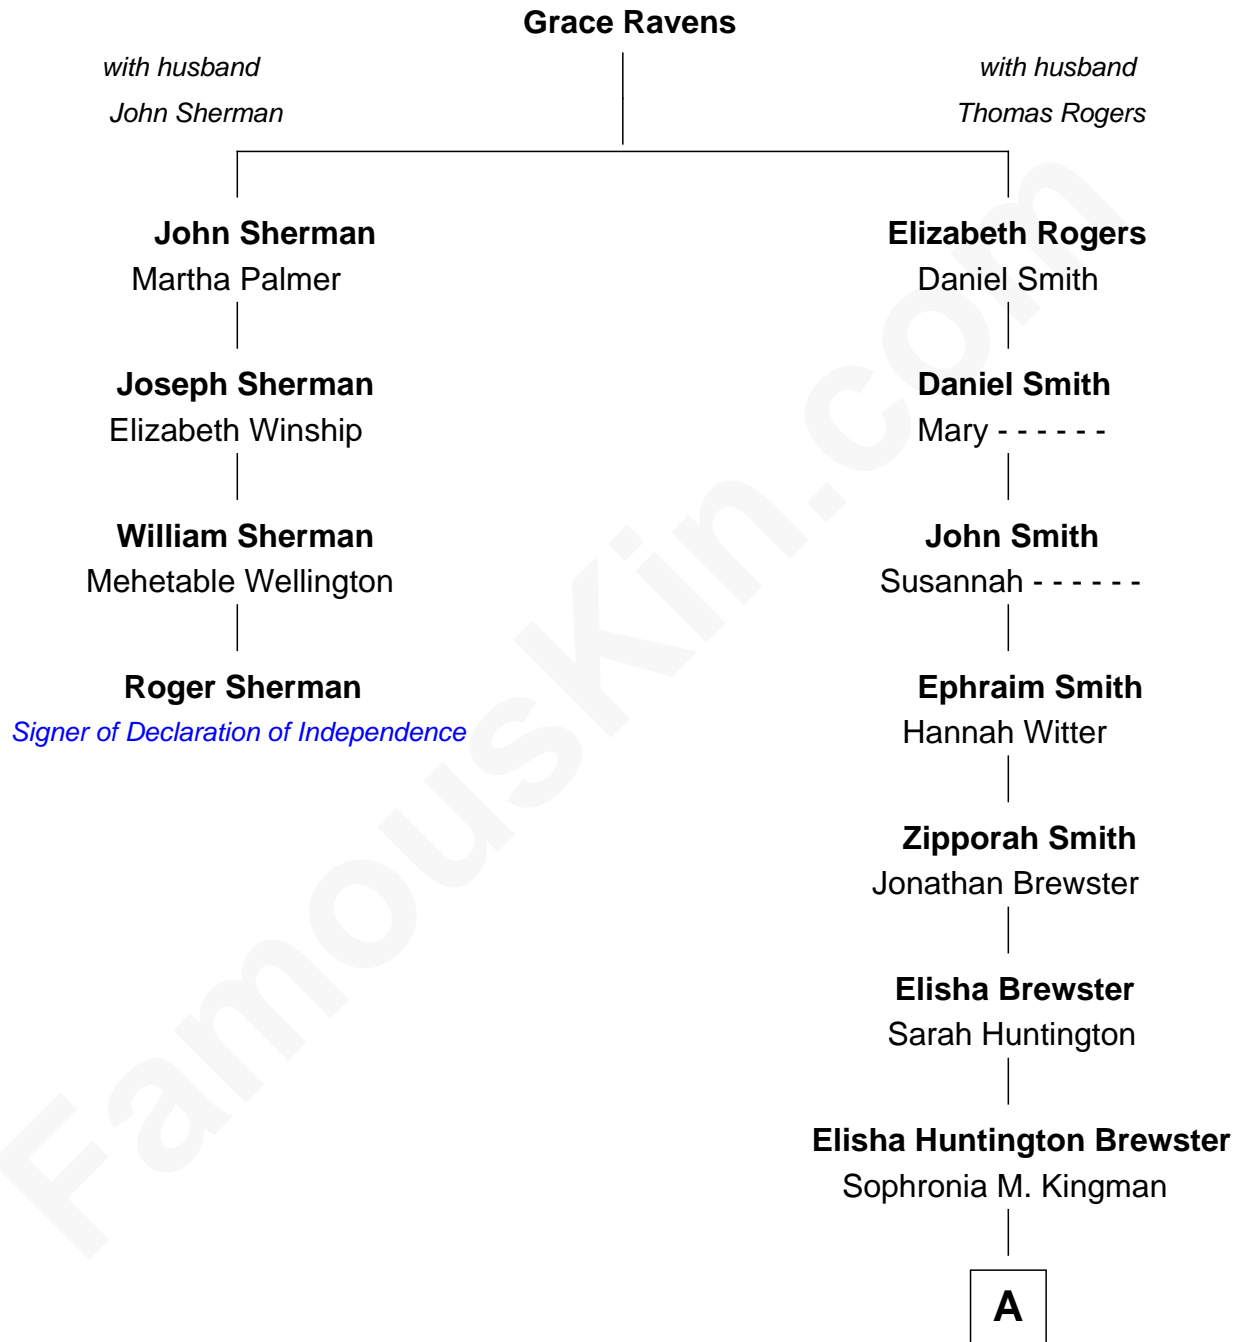 Grace Ravens
with husband
John Sherman
with husband
Thomas Rogers
John Sherman
Martha Palmer
Elizabeth Rogers
Daniel Smith
Joseph Sherman
Elizabeth Winship
Daniel Smith
Mary - - - - - -
William Sherman
Mehetable Wellington
John Smith
Susannah - - - - - -
Roger Sherman
Signer of Declaration of Independence
Ephraim Smith
Hannah Witter
Zipporah Smith
Jonathan Brewster
Elisha Brewster
Sarah Huntington
Elisha Huntington Brewster
Sophronia M. Kingman
A
FamousKin.com